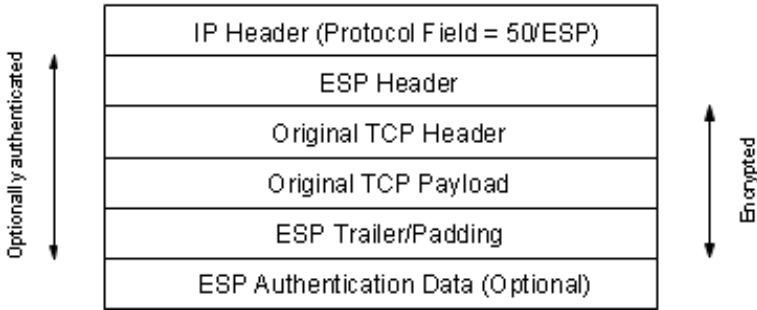 IP Header (Protocol Field = 50/ESP)
ESP Header
Original TCP Header
Original TCP Payload
ESP Trailer/Padding
ESP Authentication Data (Optional)
Optionally authenticated
Encrypted